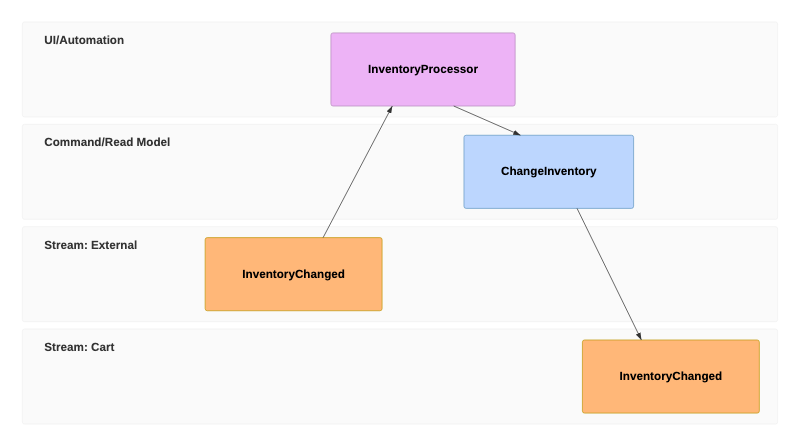 UI/Automation
InventoryProcessor
Command/Read Model
ChangeInventory
Stream: External
InventoryChanged
Stream: Cart
InventoryChanged